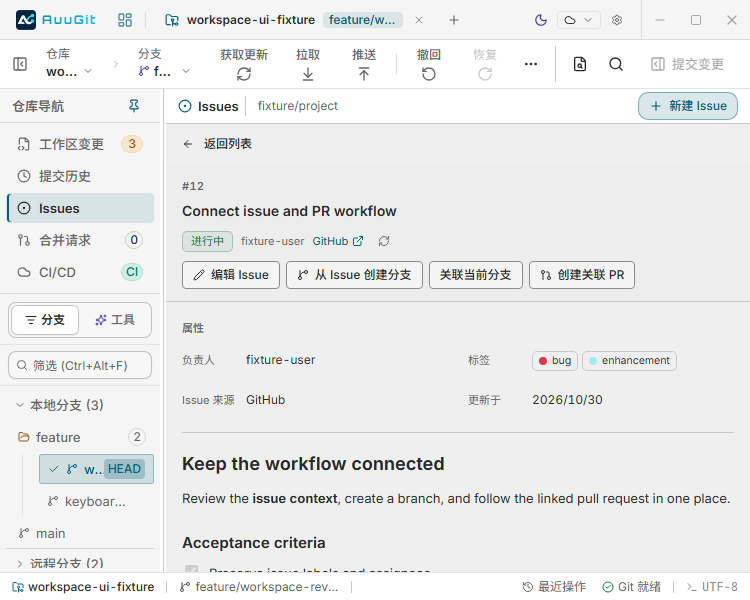 AuuGit
workspace-ui-fixture
feature/w...
仓库
wo...
分支
f...
获取更新
拉取
推送
撤回
恢复
提交变更
仓库导航
工作区变更 3
提交历史
Issues
合并请求 0
CI/CD CI
分支
工具
筛选 (Ctrl+Alt+F)
本地分支 (3)
feature 2
w... HEAD
keyboar...
main
远程分支 (2)
Issues
fixture/project
新建 Issue
返回列表
#12
Connect issue and PR workflow
进行中 fixture-user GitHub
编辑 Issue
从 Issue 创建分支
关联当前分支
创建关联 PR
属性
负责人 fixture-user
标签 bug enhancement
Issue 来源 GitHub
更新于 2026/10/30
Keep the workflow connected
Review the issue context, create a branch, and follow the linked pull request in one place.
Acceptance criteria
Preserve issue labels and assignees
workspace-ui-fixture
feature/workspace-rev...
最近操作
Git 就绪
UTF-8